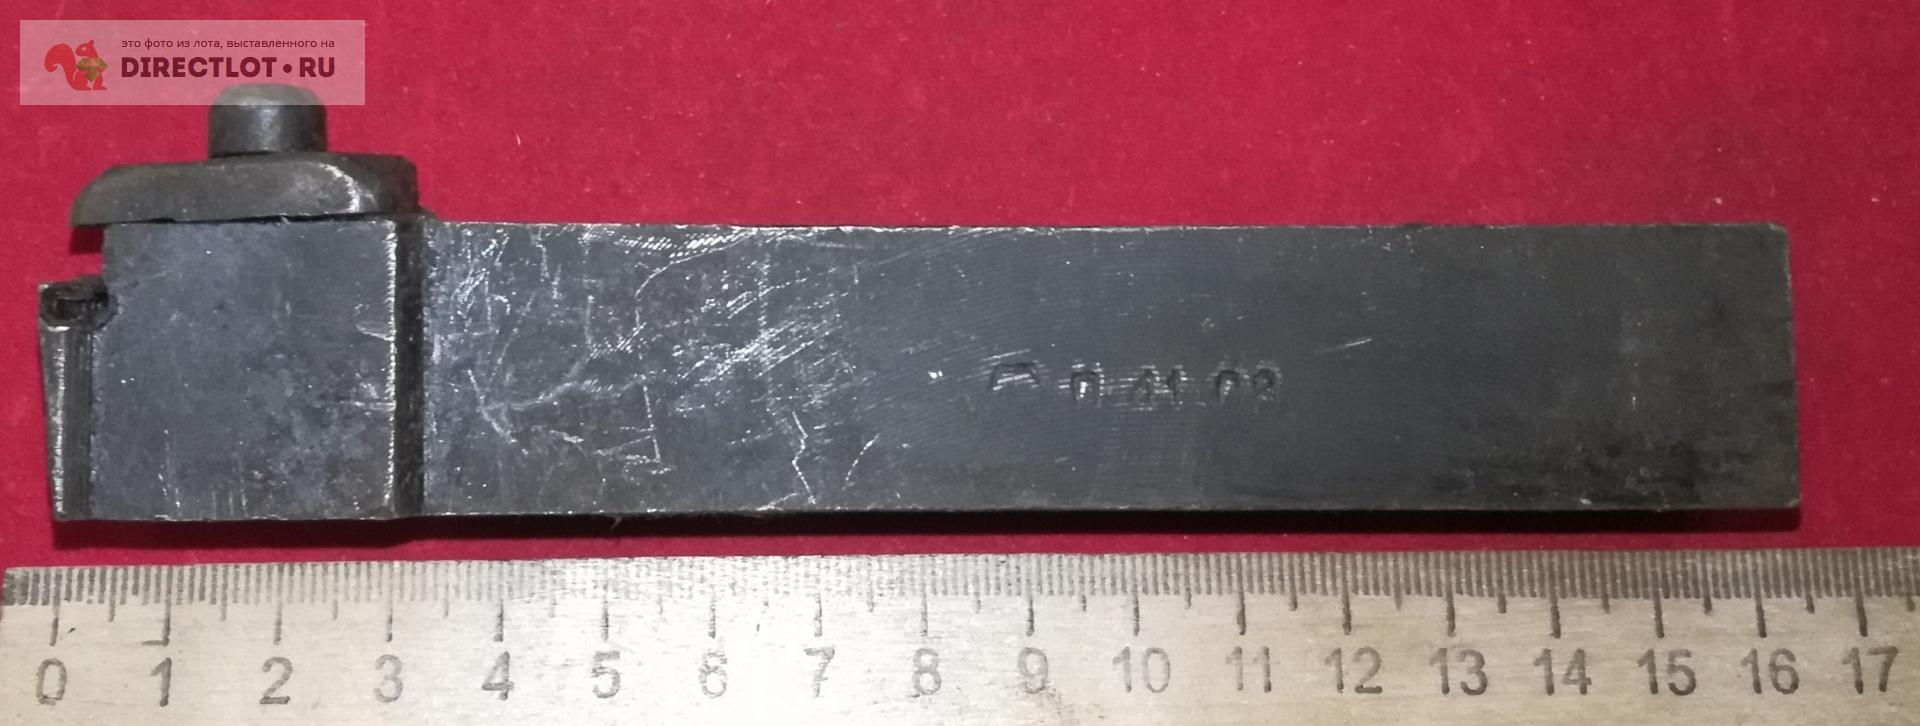 это фото из лота, выставленного на
DIRECTLOT•RU
0 1 2 3 4 5 6 7 8 9 10 11 12 13 14 15 16 17